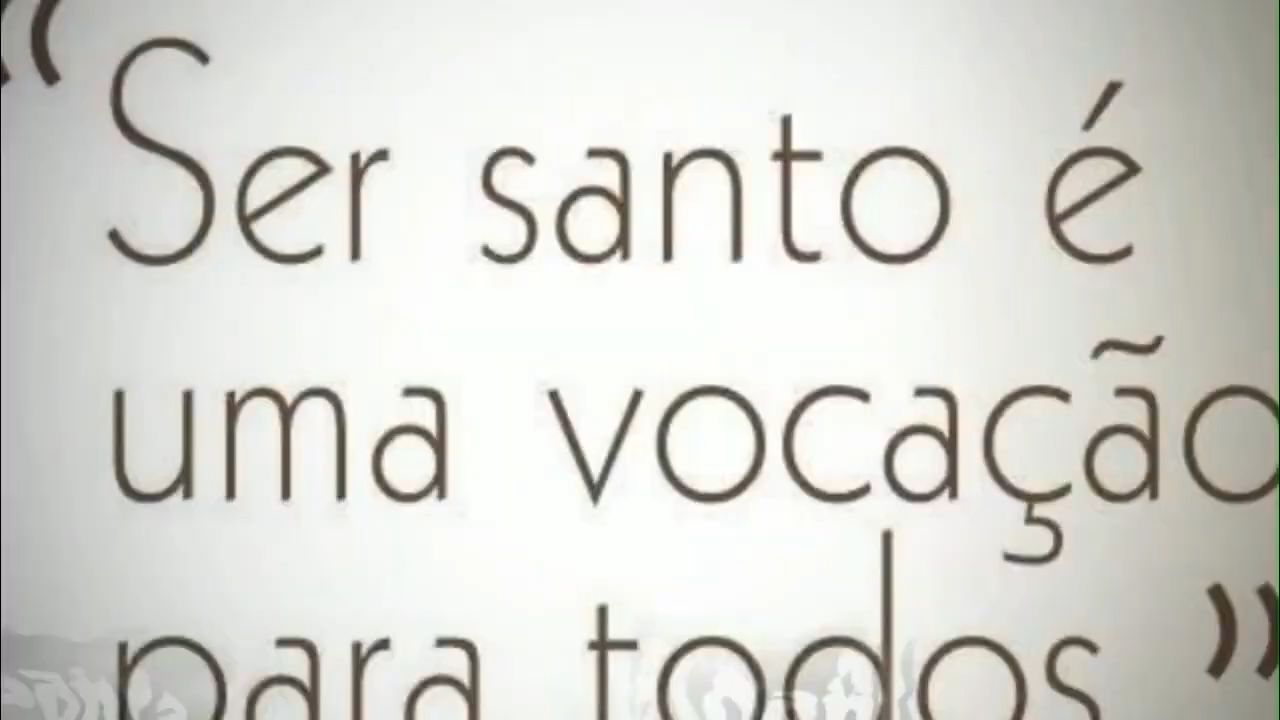 “Ser santo é
uma vocação
para todos”